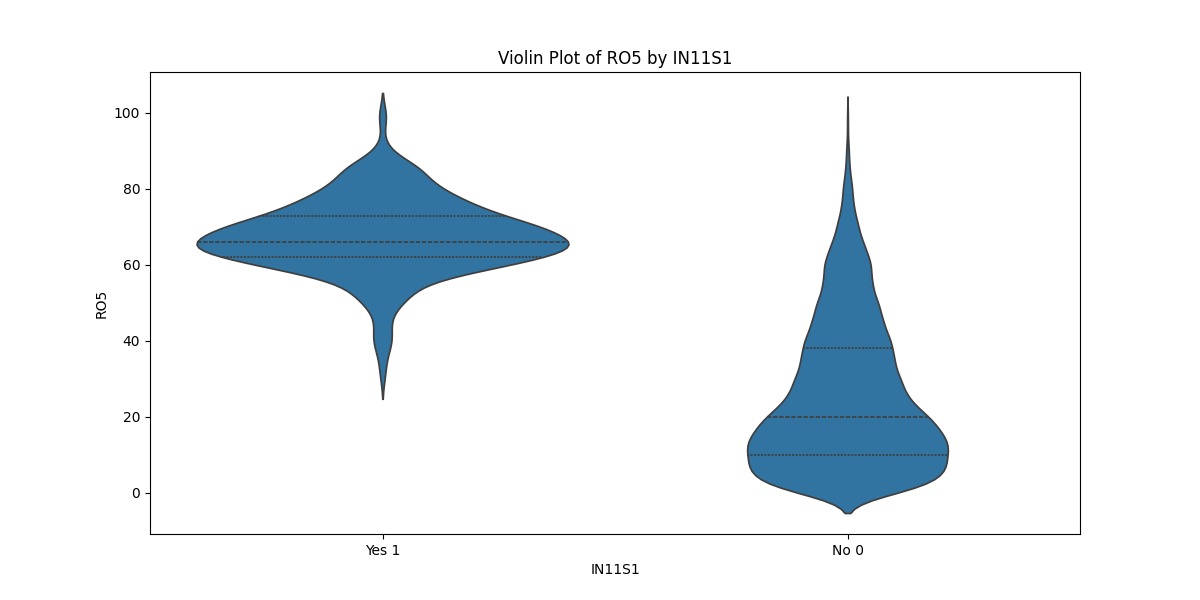 Violin Plot of RO5 by IN11S1
100
80
60
40
20
0
RO5
Yes 1
No 0
IN11S1